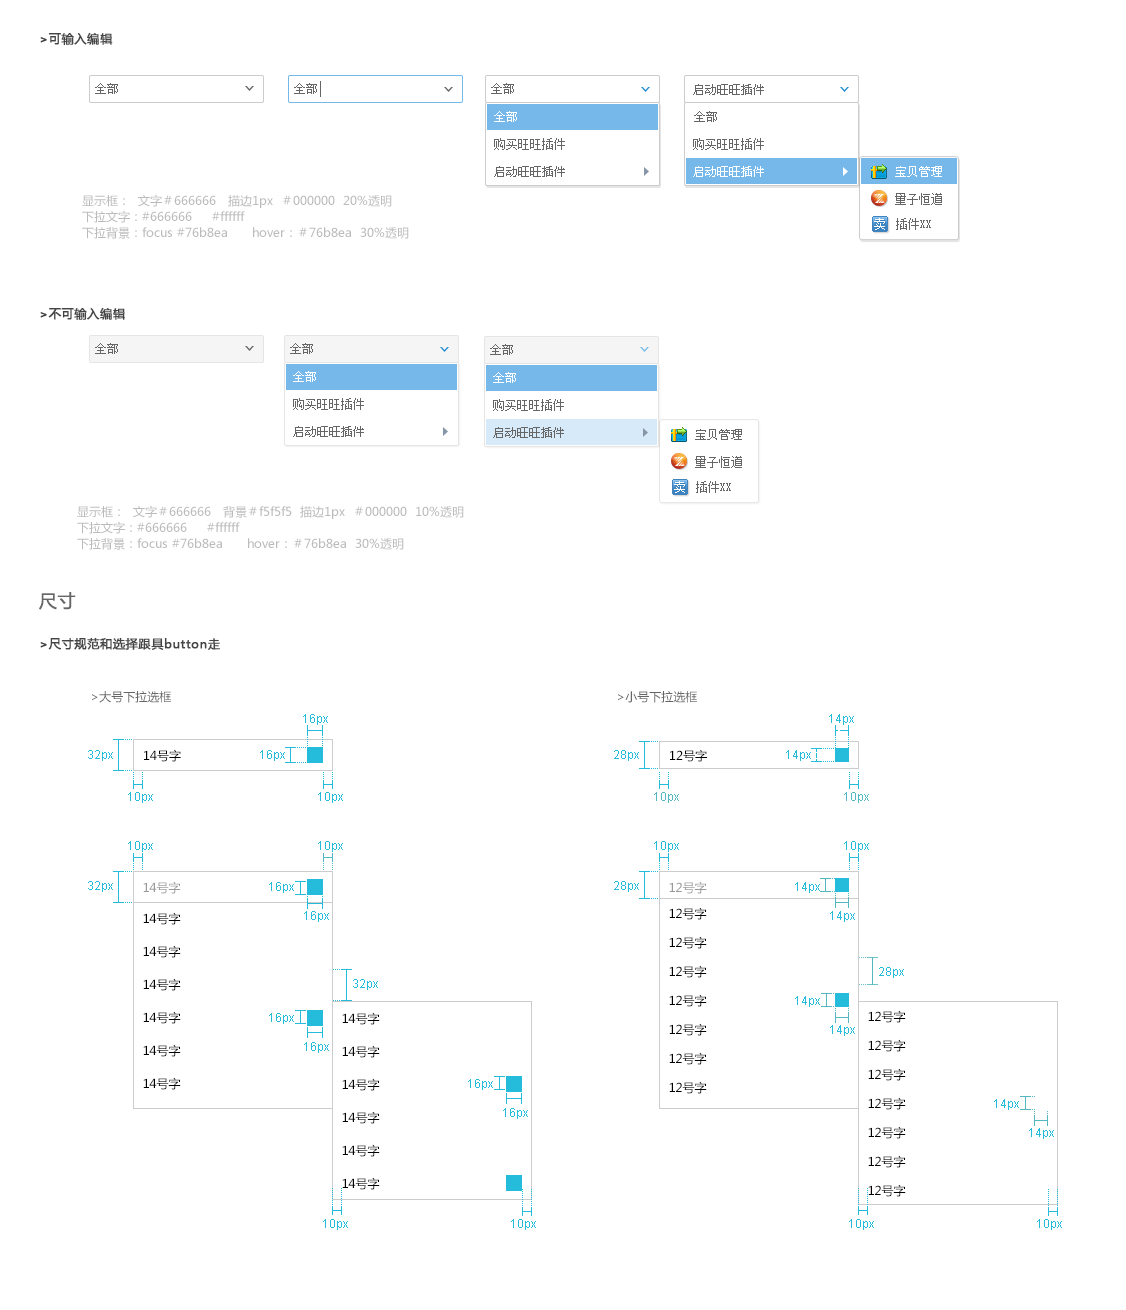 >可输入编辑
全部
全部
全部
启动旺旺插件
全部
全部
购买旺旺插件
购买旺旺插件
启动旺旺插件
启动旺旺插件
宝贝管理
量子恒道
卖 插件XX
显示框： 文字＃666666 描边1px ＃000000 20%透明
下拉文字：#666666 #ffffff
下拉背景：focus #76b8ea hover：＃76b8ea 30%透明
>不可输入编辑
全部
全部
全部
全部
全部
购买旺旺插件
购买旺旺插件
启动旺旺插件
启动旺旺插件
宝贝管理
量子恒道
卖 插件XX
显示框： 文字＃666666 背景＃f5f5f5 描边1px ＃000000 10%透明
下拉文字：#666666 #ffffff
下拉背景：focus #76b8ea hover：＃76b8ea 30%透明
尺寸
>尺寸规范和选择跟具button走
>大号下拉选框
16px
32px
14号字
16px
10px
10px
10px
10px
32px
14号字
16px
16px
14号字
14号字
14号字
14号字
16px
16px
14号字
14号字
32px
14号字
14号字
14号字
16px
16px
14号字
14号字
14号字
10px
10px
>小号下拉选框
14px
28px
12号字
14px
10px
10px
10px
10px
28px
12号字
14px
14px
12号字
12号字
12号字
12号字
14px
14px
12号字
12号字
12号字
28px
12号字
12号字
12号字
12号字
14px
14px
12号字
12号字
12号字
10px
10px